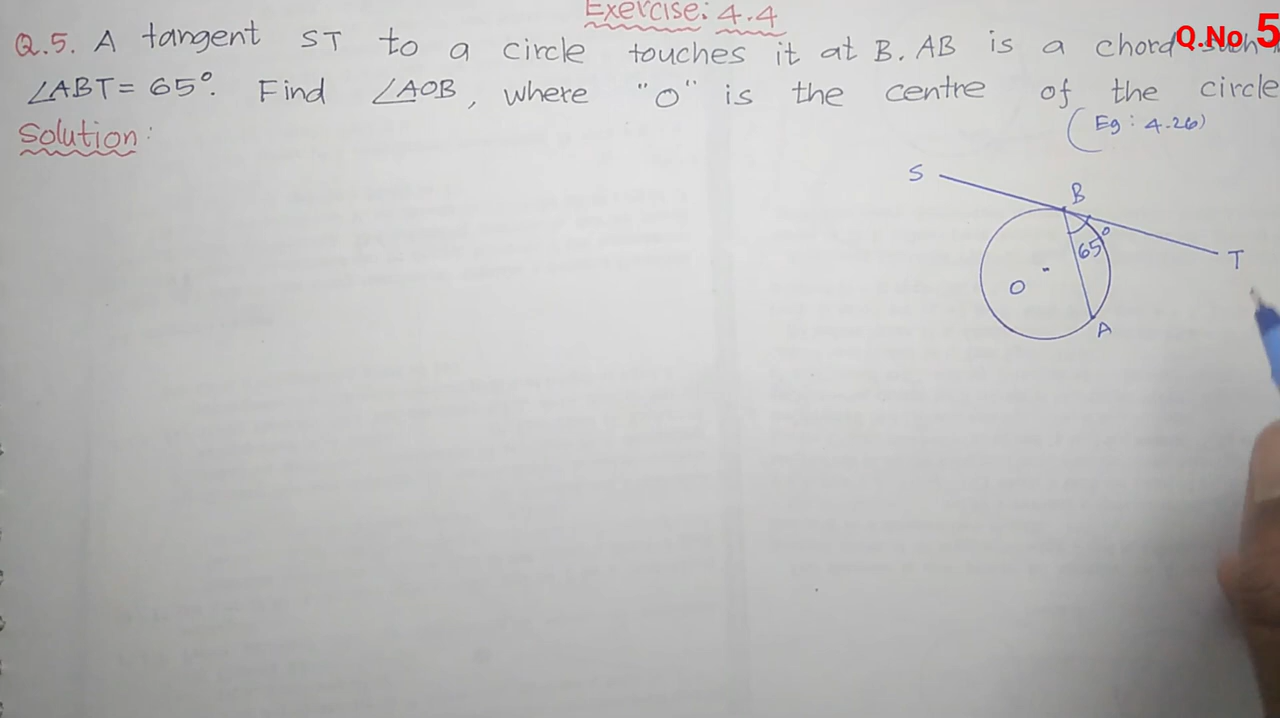 Exercise: 4.4
Q.No 5
Q.5. A tangent ST to a circle touches it at B. AB is a chord such
∠ABT = 65°. Find ∠AOB, where "O" is the centre of the circle
Solution:
(Eg: 4.26)
S
B
65°
T
O
A